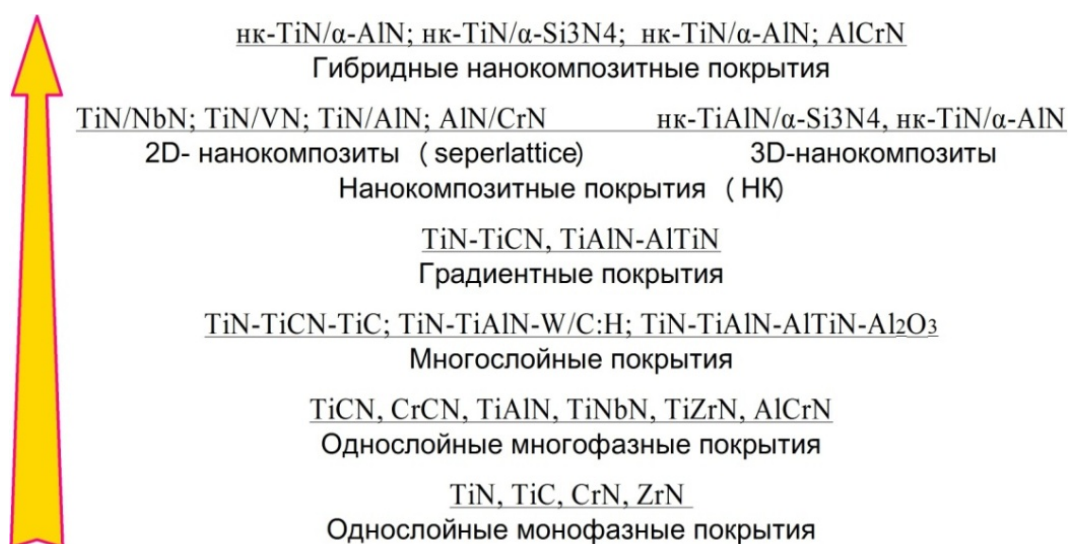 нк-TiN/α-AlN; нк-TiN/α-Si3N4; нк-TiN/α-AlN; AlCrN
Гибридные нанокомпозитные покрытия
TiN/NbN; TiN/VN; TiN/AlN; AlN/CrN нк-TiAlN/α-Si3N4, нк-TiN/α-AlN
2D- нанокомпозиты ( seperlattice) 3D-нанокомпозиты
Нанокомпозитные покрытия ( НК)
TiN-TiCN, TiAlN-AlTiN
Градиентные покрытия
TiN-TiCN-TiC; TiN-TiAlN-W/C:H; TiN-TiAlN-AlTiN-Al₂O₃
Многослойные покрытия
TiCN, CrCN, TiAlN, TiNbN, TiZrN, AlCrN
Однослойные многофазные покрытия
TiN, TiC, CrN, ZrN
Однослойные монофазные покрытия